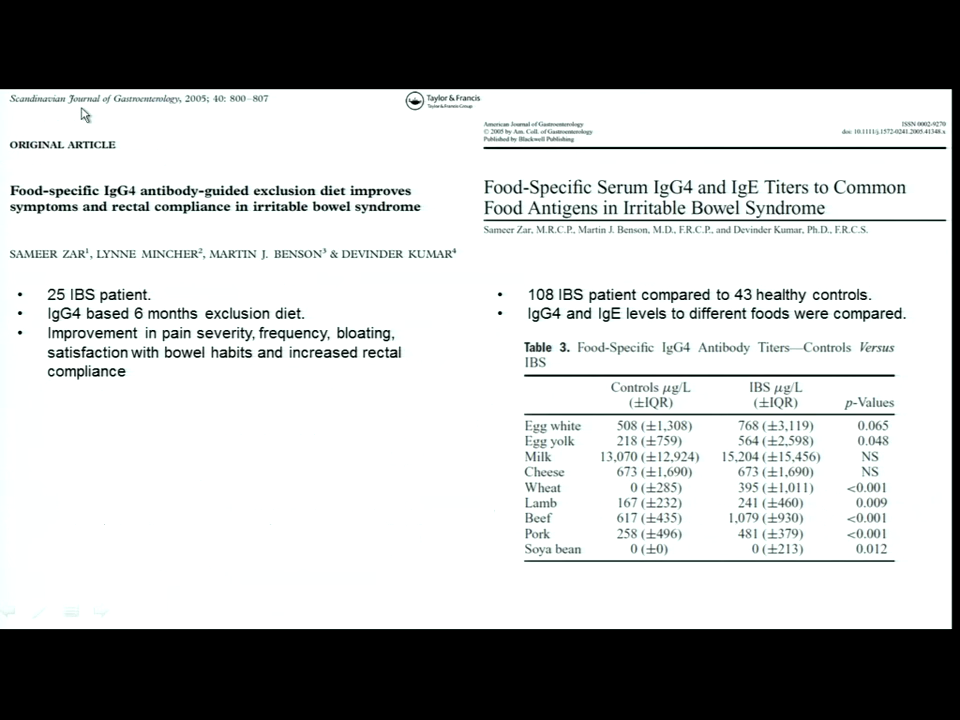 Scandinavian Journal of Gastroenterology, 2005; 40: 800–807
Taylor & Francis
Taylor & Francis Group
ORIGINAL ARTICLE
Food-specific IgG4 antibody-guided exclusion diet improves
symptoms and rectal compliance in irritable bowel syndrome
SAMEER ZAR¹, LYNNE MINCHER², MARTIN J. BENSON³ & DEVINDER KUMAR⁴
• 25 IBS patient.
• IgG4 based 6 months exclusion diet.
• Improvement in pain severity, frequency, bloating,
satisfaction with bowel habits and increased rectal
compliance
American Journal of Gastroenterology
© 2005 by Am. Coll. of Gastroenterology
Published by Blackwell Publishing
ISSN 0002-9270
doi: 10.1111/j.1572-0241.2005.41348.x
Food-Specific Serum IgG4 and IgE Titers to Common
Food Antigens in Irritable Bowel Syndrome
Sameer Zar, M.R.C.P., Martin J. Benson, M.D., F.R.C.P., and Devinder Kumar, Ph.D., F.R.C.S.
• 108 IBS patient compared to 43 healthy controls.
• IgG4 and IgE levels to different foods were compared.
Table 3. Food-Specific IgG4 Antibody Titers—Controls Versus
IBS
Controls µg/L IBS µg/L
(±IQR) (±IQR) p-Values
Egg white 508 (±1,308) 768 (±3,119) 0.065
Egg yolk 218 (±759) 564 (±2,598) 0.048
Milk 13,070 (±12,924) 15,204 (±15,456) NS
Cheese 673 (±1,690) 673 (±1,690) NS
Wheat 0 (±285) 395 (±1,011) <0.001
Lamb 167 (±232) 241 (±460) 0.009
Beef 617 (±435) 1,079 (±930) <0.001
Pork 258 (±496) 481 (±379) <0.001
Soya bean 0 (±0) 0 (±213) 0.012